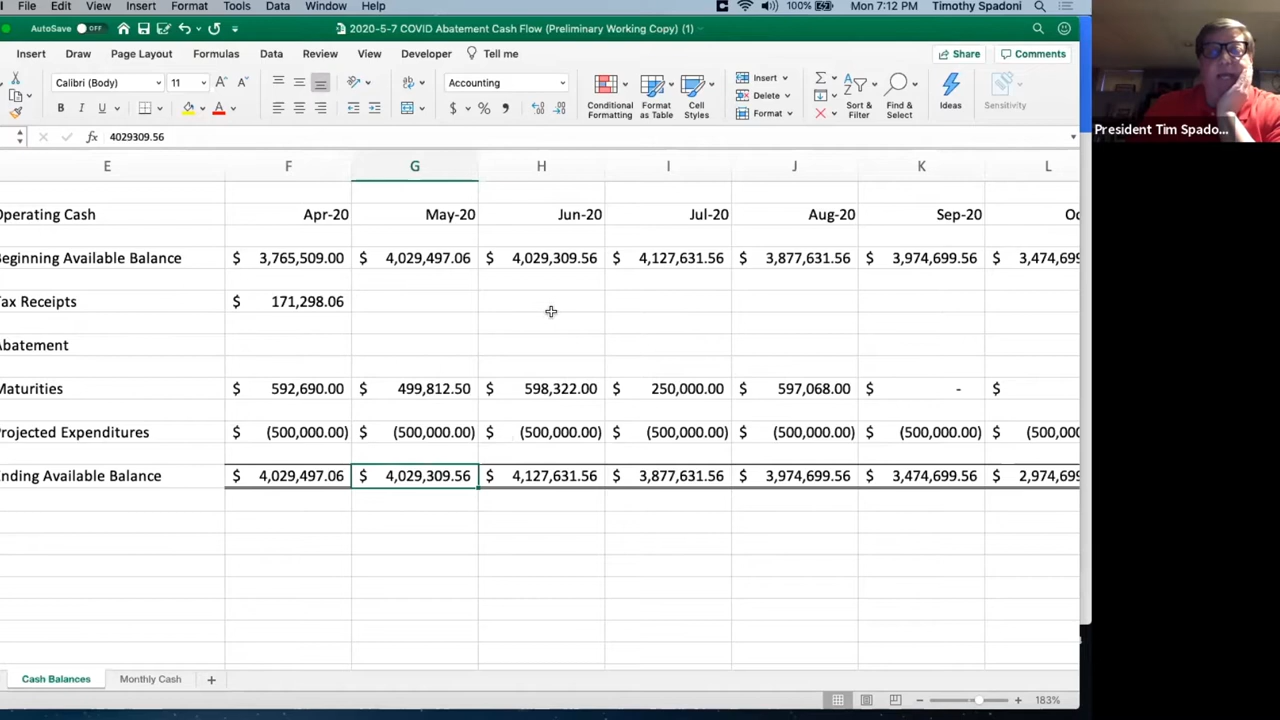 File Edit View Insert Format Tools Data Window Help 100% Mon 7:12 PM Timothy Spadoni
AutoSave OFF 2020-5-7 COVID Abatement Cash Flow (Preliminary Working Copy) (1)
Insert Draw Page Layout Formulas Data Review View Developer Tell me Share Comments
Calibri (Body) 11 Accounting Insert Delete Format
B I U $ % Conditional Formatting Format as Table Cell Styles Sort & Filter Find & Select Ideas Sensitivity
President Tim Spado...
fx 4029309.56
E F G H I J K L
Operating Cash Apr-20 May-20 Jun-20 Jul-20 Aug-20 Sep-20 Oc
Beginning Available Balance $ 3,765,509.00 $ 4,029,497.06 $ 4,029,309.56 $ 4,127,631.56 $ 3,877,631.56 $ 3,974,699.56 $ 3,474,699
Tax Receipts $ 171,298.06
Abatement
Maturities $ 592,690.00 $ 499,812.50 $ 598,322.00 $ 250,000.00 $ 597,068.00 $ - $
Projected Expenditures $ (500,000.00) $ (500,000.00) $ (500,000.00) $ (500,000.00) $ (500,000.00) $ (500,000.00) $ (500,000
Ending Available Balance $ 4,029,497.06 $ 4,029,309.56 $ 4,127,631.56 $ 3,877,631.56 $ 3,974,699.56 $ 3,474,699.56 $ 2,974,699
Cash Balances Monthly Cash +
183%